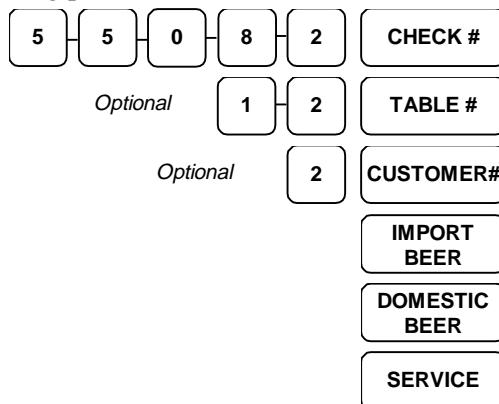 5 5 0 8 2 CHECK #
Optional 1 2 TABLE #
Optional 2 CUSTOMER#
IMPORT
BEER
DOMESTIC
BEER
SERVICE